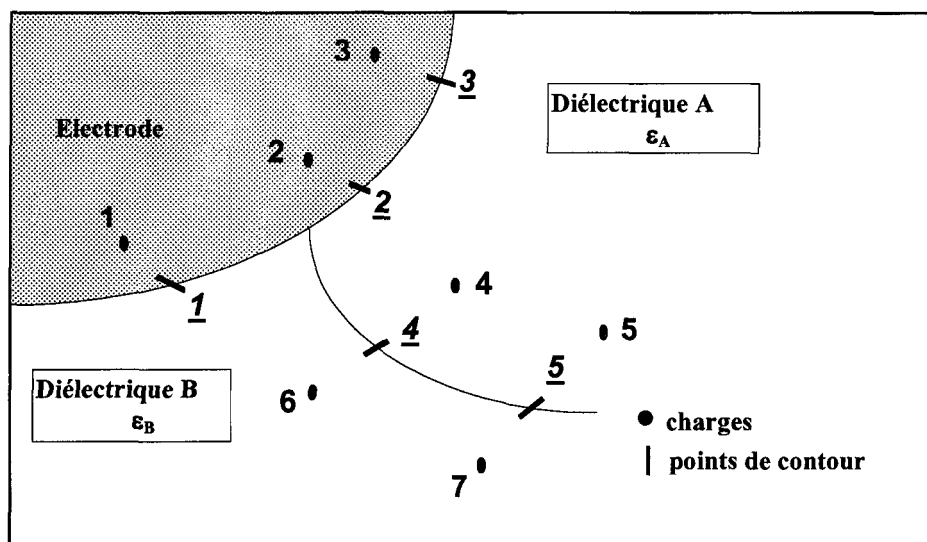 3
3
Diélectrique A
εA
Electrode
2
2
1
1
4
4
5
5
Diélectrique B
εB
6
7
charges
points de contour